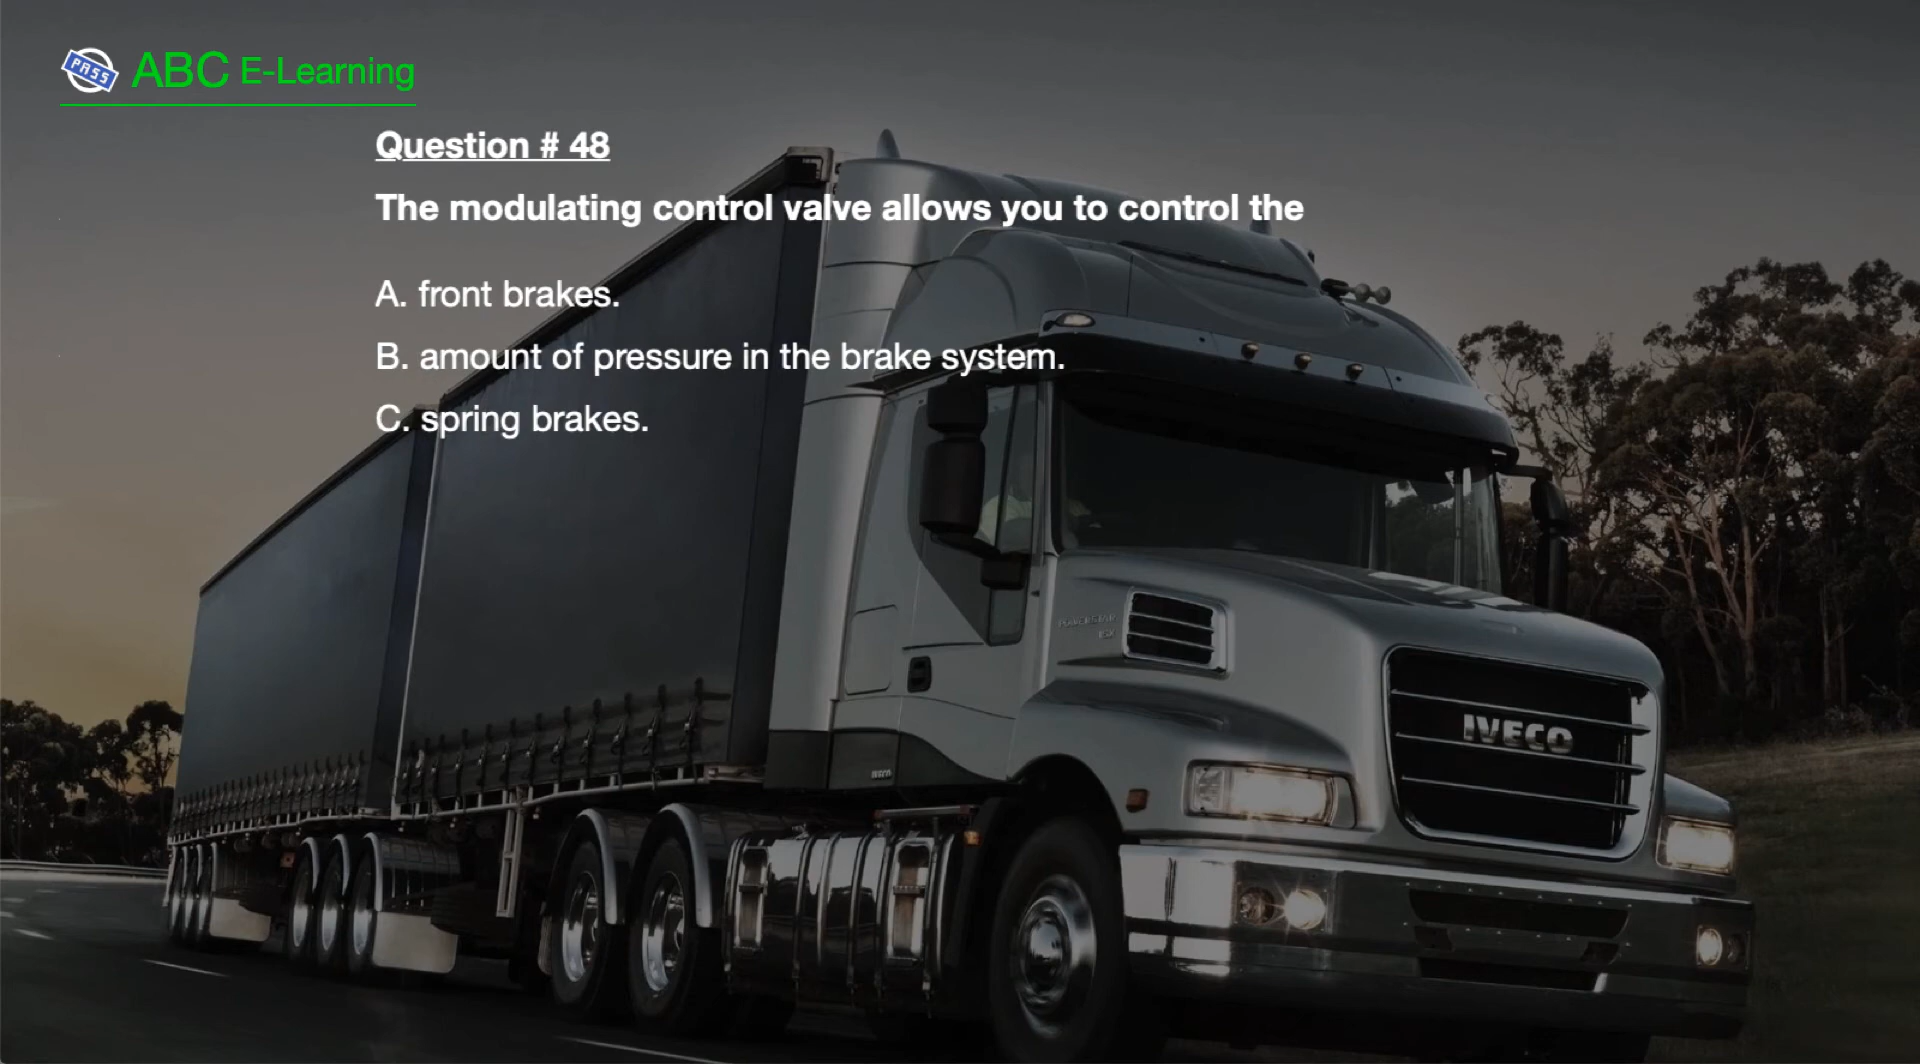 PASS
ABC E-Learning
Question # 48
The modulating control valve allows you to control the
A. front brakes.
B. amount of pressure in the brake system.
C. spring brakes.
IVECO
IVECO